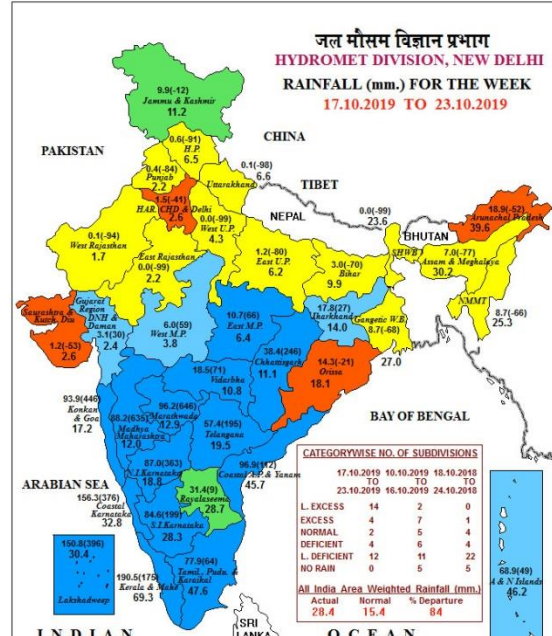 जल मौसम विज्ञान प्रभाग
HYDROMET DIVISION, NEW DELHI
RAINFALL (mm.) FOR THE WEEK
17.10.2019 TO 23.10.2019
9.9(-12)
Jammu & Kashmir
11.2
CHINA
PAKISTAN
0.6(-91)
H.P.
6.5
0.4(-84)
Punjab
2.2
0.1(-98)
6.6
Uttarakhand
TIBET
1.5(-41)
HAR. CHD & Delhi
2.6
0.0(-99)
West U.P.
4.3
NEPAL
0.0(-99)
23.6
BHUTAN
18.9(-52)
Arunachal Pradesh
39.6
0.1(-94)
West Rajasthan
1.7
East Rajasthan
0.0(-99)
2.2
1.2(-80)
East U.P.
6.2
3.0(-70)
Bihar
9.9
SHWB
7.0(-77)
Assam & Meghalaya
30.2
NMMT
8.7(-66)
25.3
Saurashtra &
Kutch, Diu
1.2(-53)
2.6
Gujarat
Region
DNH &
Daman
3.1(30)
2.4
6.0(59)
West M.P.
3.8
10.7(66)
East M.P.
6.4
17.8(27)
Jharkhand
14.0
Gangetic W.B.
8.7(-68)
27.0
38.4(246)
Chhattisgarh
11.1
14.3(-21)
Orissa
18.1
18.5(71)
Vidarbha
10.8
93.9(446)
Konkan
& Goa
17.2
88.2(635)
Madhya
Maharashtra
12.0
96.2(646)
Marathwada
12.9
57.4(195)
Telangana
19.5
BAY OF BENGAL
ARABIAN SEA
87.0(363)
N.I.Karnataka
18.8
96.9(112)
Coastal A.P. & Yanam
45.7
31.4(9)
Rayalaseema
28.7
156.3(376)
Coastal
Karnataka
32.8
84.6(199)
S.I.Karnataka
28.3
150.8(396)
30.4
Lakshadweep
77.9(64)
Tamil, Pudu. &
Karaikal
47.6
190.5(175)
Kerala & Mahe
69.3
CATEGORYWISE NO. OF SUBDIVISIONS
17.10.2019 10.10.2019 18.10.2018
TO TO TO
23.10.2019 16.10.2019 24.10.2018
L. EXCESS 14 2 0
EXCESS 4 7 1
NORMAL 2 5 4
DEFICIENT 4 6 4
L. DEFICIENT 12 11 22
NO RAIN 0 5 5
All India Area Weighted Rainfall (mm.)
Actual Normal % Departure
28.4 15.4 84
68.9(49)
A & N Islands
46.2
SRI
LANKA
INDIAN OCEAN